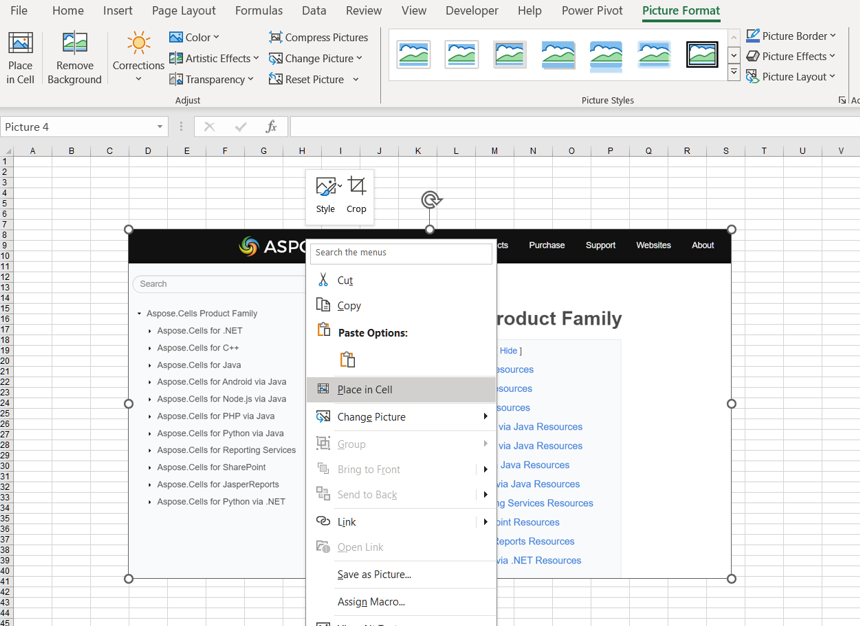 File Home Insert Page Layout Formulas Data Review View Developer Help Power Pivot Picture Format
Place in Cell
Remove Background
Corrections
Color
Artistic Effects
Transparency
Compress Pictures
Change Picture
Reset Picture
Picture Border
Picture Effects
Picture Layout
Adjust
Picture Styles
Ac
Picture 4
fx
A B C D E F G H I J K L M N O P Q R S T U V
1
2
3
4
5
6
7
8
9
10
11
12
13
14
15
16
17
18
19
20
21
22
23
24
25
26
27
28
29
30
31
32
33
34
35
36
37
38
39
40
41
42
43
44
45
Style Crop
ASPO
cts Purchase Support Websites About
Search
Aspose.Cells Product Family
Aspose.Cells for .NET
Aspose.Cells for C++
Aspose.Cells for Java
Aspose.Cells for Android via Java
Aspose.Cells for Node.js via Java
Aspose.Cells for PHP via Java
Aspose.Cells for Python via Java
Aspose.Cells for Reporting Services
Aspose.Cells for SharePoint
Aspose.Cells for JasperReports
Aspose.Cells for Python via .NET
Search the menus
Cut
Copy
Paste Options:
Place in Cell
Change Picture
Group
Bring to Front
Send to Back
Link
Open Link
Save as Picture...
Assign Macro...
roduct Family
Hide ]
esources
esources
sources
via Java Resources
via Java Resources
Java Resources
via Java Resources
ng Services Resources
oint Resources
eports Resources
via .NET Resources